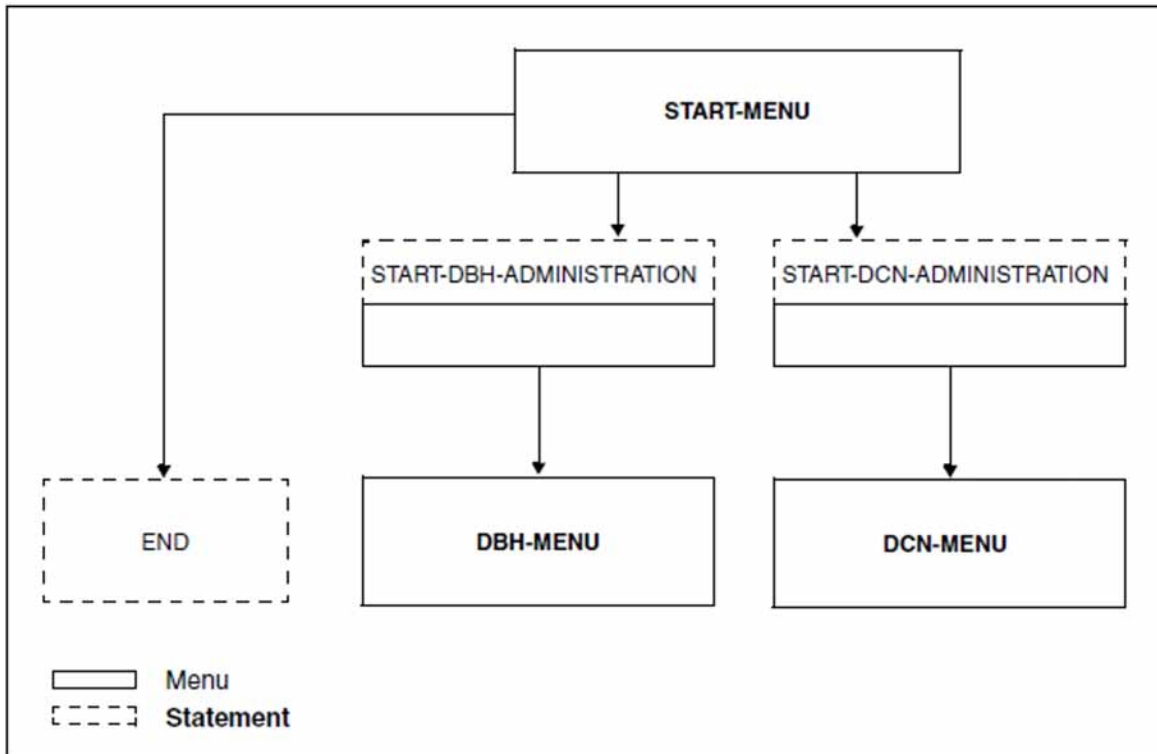 START-MENU
START-DBH-ADMINISTRATION
START-DCN-ADMINISTRATION
END
DBH-MENU
DCN-MENU
Menu
Statement